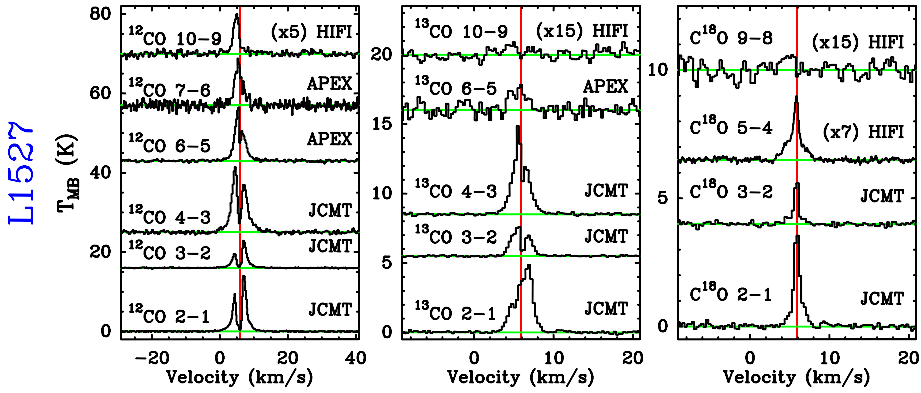 L1527
T_MB (K)
80
60
40
20
0
¹²CO 10-9 (x5) HIFI
¹²CO 7-6 APEX
¹²CO 6-5 APEX
¹²CO 4-3 JCMT
¹²CO 3-2 JCMT
¹²CO 2-1 JCMT
-20 0 20 40
Velocity (km/s)
20
15
10
5
0
¹³CO 10-9 (x15) HIFI
¹³CO 6-5 APEX
¹³CO 4-3 JCMT
¹³CO 3-2 JCMT
¹³CO 2-1 JCMT
0 10 20
Velocity (km/s)
10
5
0
C¹⁸O 9-8 (x15) HIFI
C¹⁸O 5-4 (x7) HIFI
C¹⁸O 3-2 JCMT
C¹⁸O 2-1 JCMT
0 10 20
Velocity (km/s)